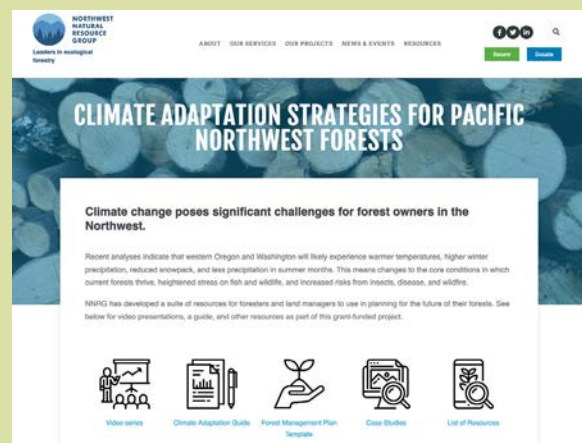 NORTHWEST
NATURAL
RESOURCE
GROUP
Leaders in ecological
forestry
ABOUT OUR SERVICES OUR PROJECTS NEWS & EVENTS RESOURCES
Renew Donate
CLIMATE ADAPTATION STRATEGIES FOR PACIFIC
NORTHWEST FORESTS
Climate change poses significant challenges for forest owners in the
Northwest.
Recent analyses indicate that western Oregon and Washington will likely experience warmer temperatures, higher winter
precipitation, reduced snowpack, and less precipitation in summer months. This means changes to the core conditions in which
current forests thrive, heightened stress on fish and wildlife, and increased risks from insects, disease, and wildfire.
NNRG has developed a suite of resources for foresters and land managers to use in planning for the future of their forests. See
below for video presentations, a guide, and other resources as part of this grant-funded project.
Video series
Climate Adaptation Guide
Forest Management Plan
Template
Case Studies
List of Resources